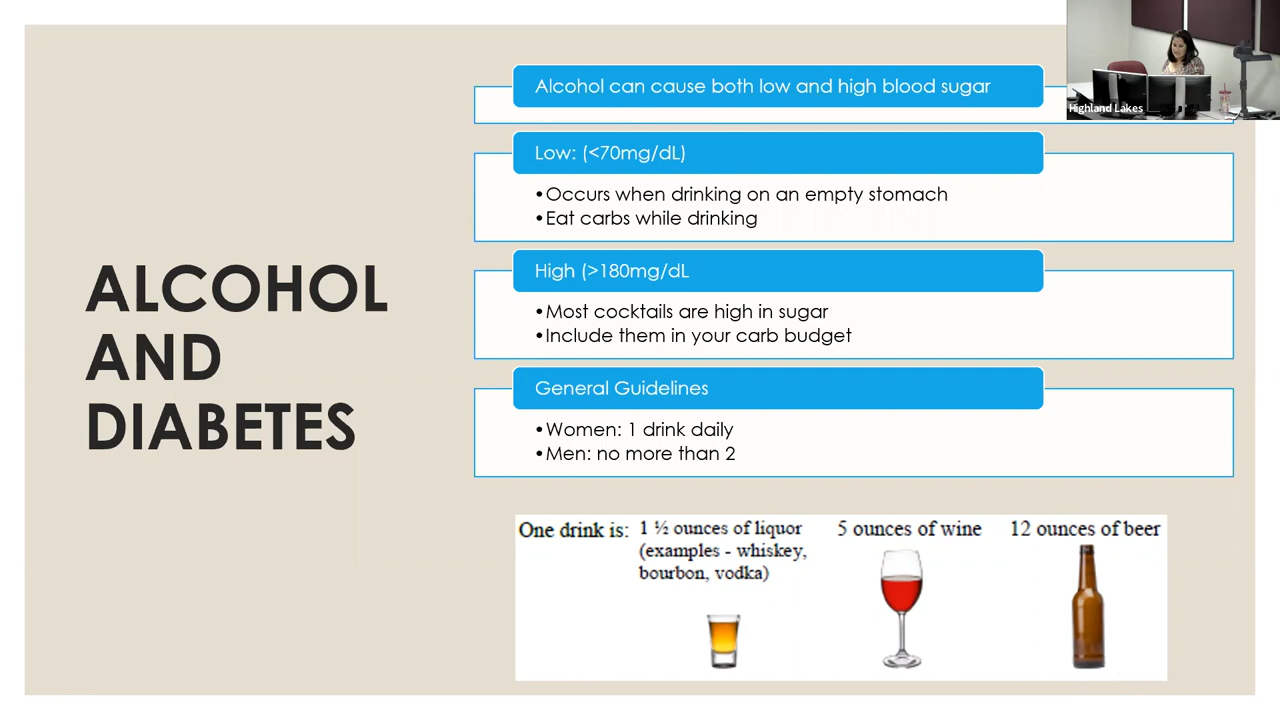 ALCOHOL
AND
DIABETES
Alcohol can cause both low and high blood sugar
Low: (<70mg/dL)
•Occurs when drinking on an empty stomach
•Eat carbs while drinking
High (>180mg/dL
•Most cocktails are high in sugar
•Include them in your carb budget
General Guidelines
•Women: 1 drink daily
•Men: no more than 2
One drink is:
1 ½ ounces of liquor
(examples - whiskey,
bourbon, vodka)
5 ounces of wine
12 ounces of beer
Highland Lakes